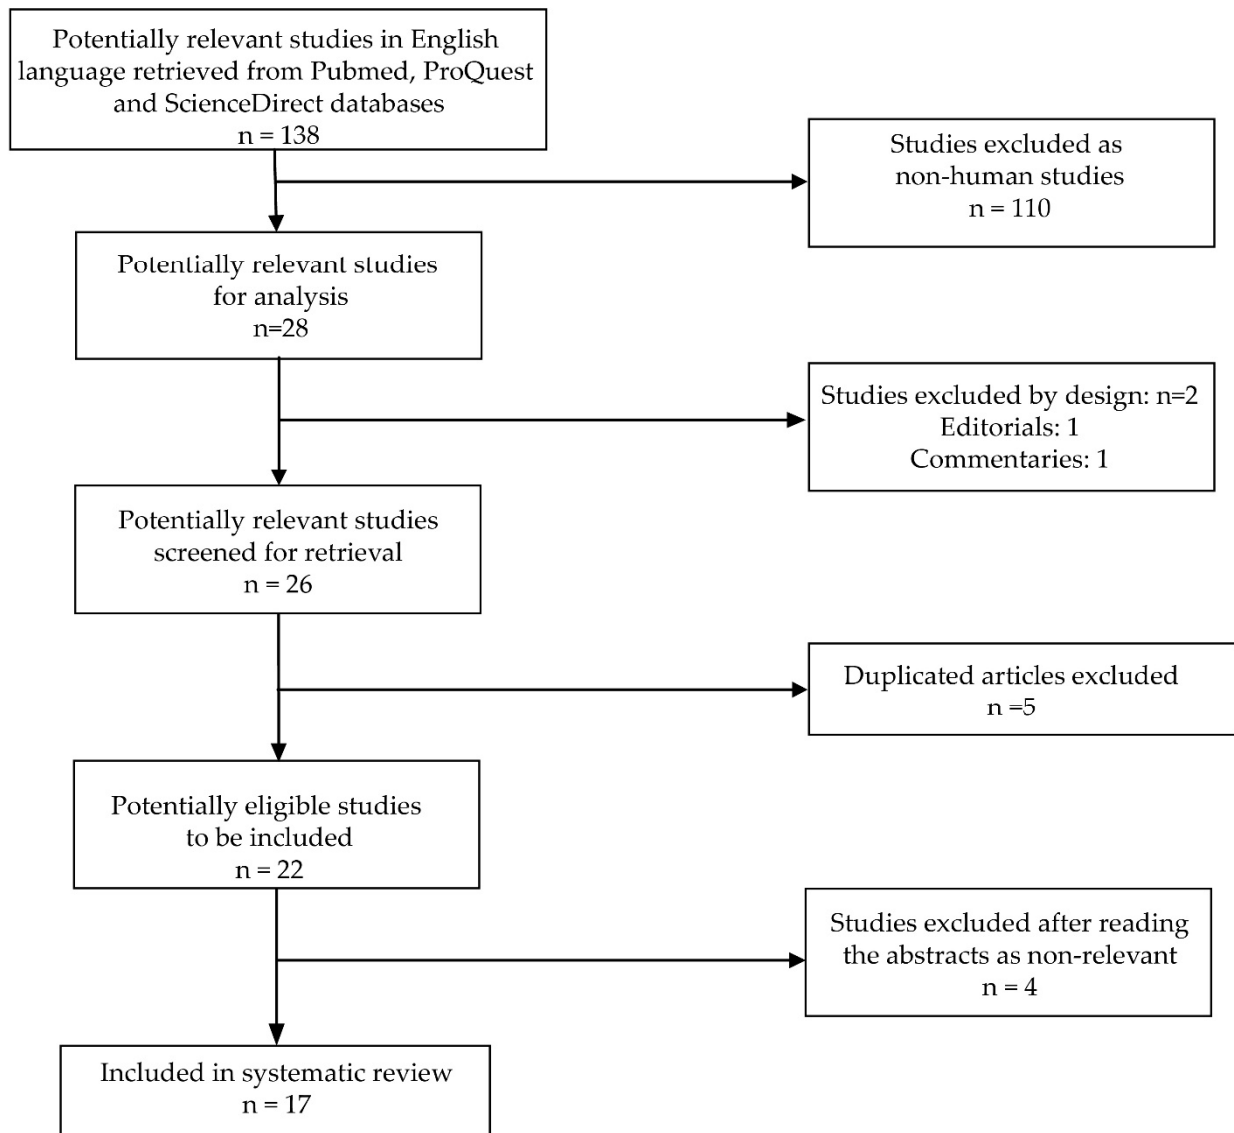 Potentially relevant studies in English
language retrieved from Pubmed, ProQuest
and ScienceDirect databases
n = 138
Studies excluded as
non-human studies
n = 110
Potentially relevant studies
for analysis
n=28
Studies excluded by design: n=2
Editorials: 1
Commentaries: 1
Potentially relevant studies
screened for retrieval
n = 26
Duplicated articles excluded
n =5
Potentially eligible studies
to be included
n = 22
Studies excluded after reading
the abstracts as non-relevant
n = 4
Included in systematic review
n = 17